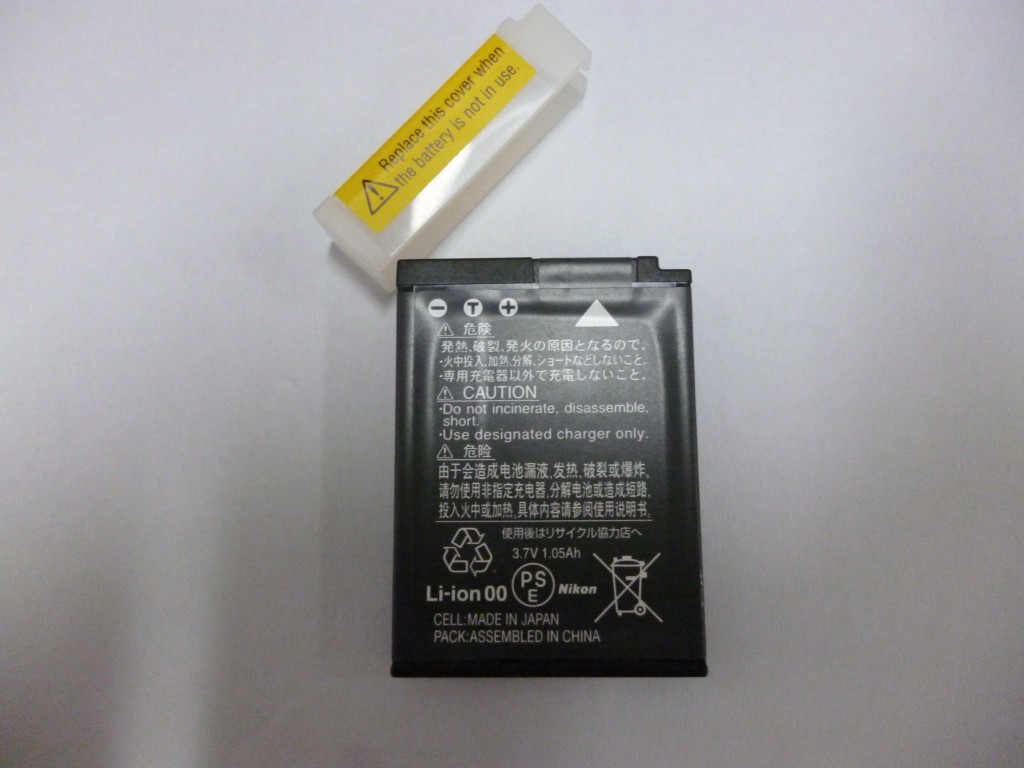 Replace this cover when
the battery is not in use.
T
危険
発熱、破裂、発火の原因となるので、
・火中投入、加熱、分解、ショートなどしないこと。
・専用充電器以外で充電しないこと。
CAUTION
·Do not incinerate, disassemble,
short.
·Use designated charger only.
危险
由于会造成电池漏液,发热,破裂或爆炸,
请勿使用非指定充电器,分解电池或造成短路,
投入火中或加热。具体内容请参阅使用说明书。
使用後はリサイクル協力店へ
3.7V 1.05Ah
Li-ion 00 PS E Nikon
CELL:MADE IN JAPAN
PACK:ASSEMBLED IN CHINA